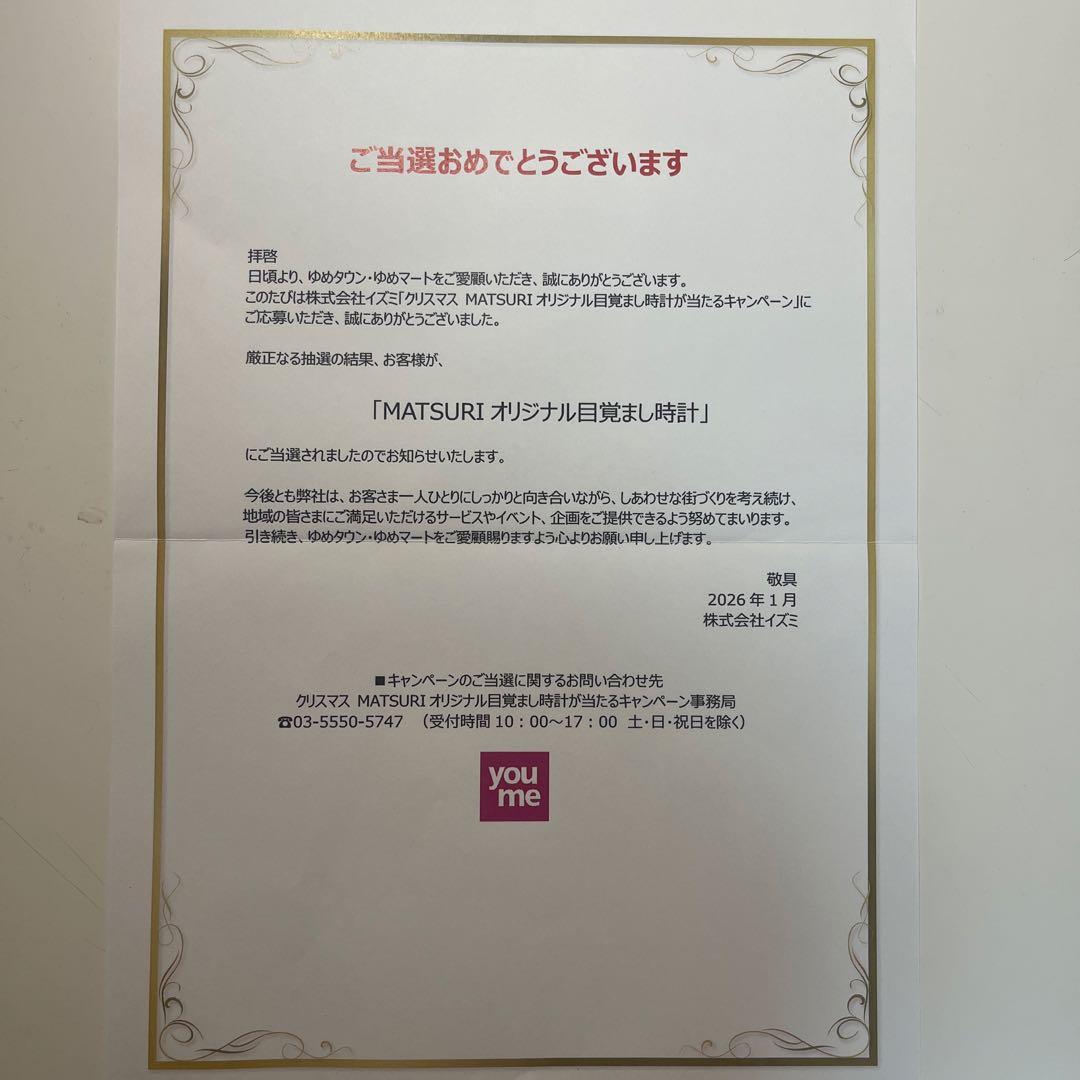 ご当選おめでとうございます
拝啓
日頃より、ゆめタウン・ゆめマートをご愛顧いただき、誠にありがとうございます。
このたびは株式会社イズミ「クリスマス MATSURI オリジナル目覚まし時計が当たるキャンペーン」に
ご応募いただき、誠にありがとうございました。
厳正なる抽選の結果、お客様が、
「MATSURI オリジナル目覚まし時計」
にご当選されましたのでお知らせいたします。
今後とも弊社は、お客さま一人ひとりにしっかりと向き合いながら、しあわせな街づくりを考え続け、
地域の皆さまにご満足いただけるサービスやイベント、企画をご提供できるよう努めてまいります。
引き続き、ゆめタウン・ゆめマートをご愛顧賜りますよう心よりお願い申し上げます。
敬具
2026 年 1 月
株式会社イズミ
■キャンペーンのご当選に関するお問い合わせ先
クリスマス MATSURI オリジナル目覚まし時計が当たるキャンペーン事務局
☎03-5550-5747 （受付時間 10：00～17：00 土・日・祝日を除く）
you
me